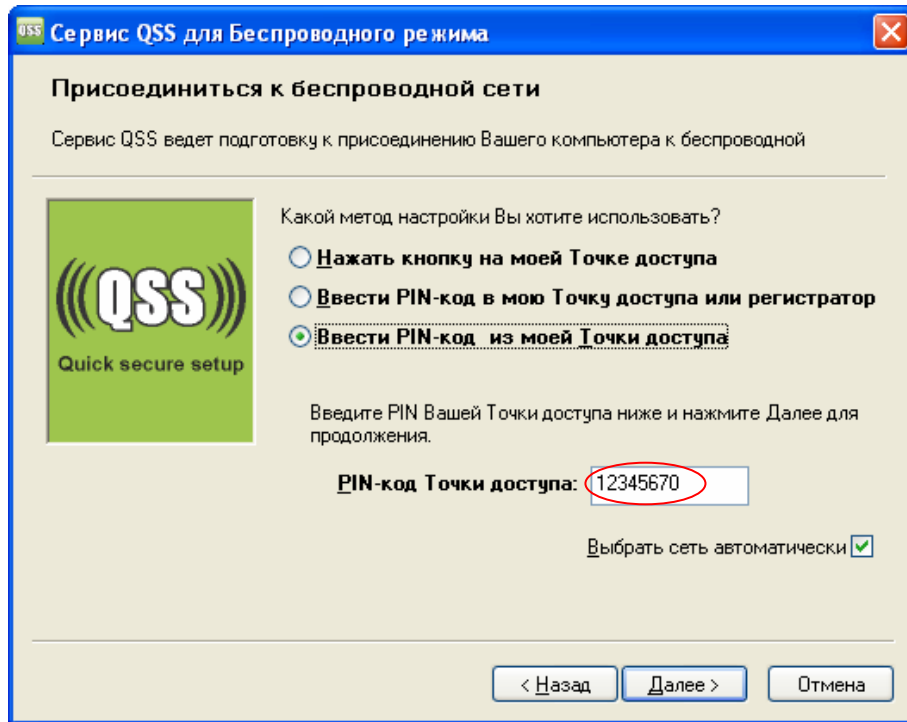 QSS Сервис QSS для Беспроводного режима
Присоединиться к беспроводной сети
Сервис QSS ведет подготовку к присоединению Вашего компьютера к беспроводной
Какой метод настройки Вы хотите использовать?
Нажать кнопку на моей Точке доступа
Ввести PIN-код в мою Точку доступа или регистратор
Ввести PIN-код из моей Точки доступа
(((QSS)))
Quick secure setup
Введите PIN Вашей Точки доступа ниже и нажмите Далее для
продолжения.
PIN-код Точки доступа: 12345670
Выбрать сеть автоматически
< Назад Далее > Отмена